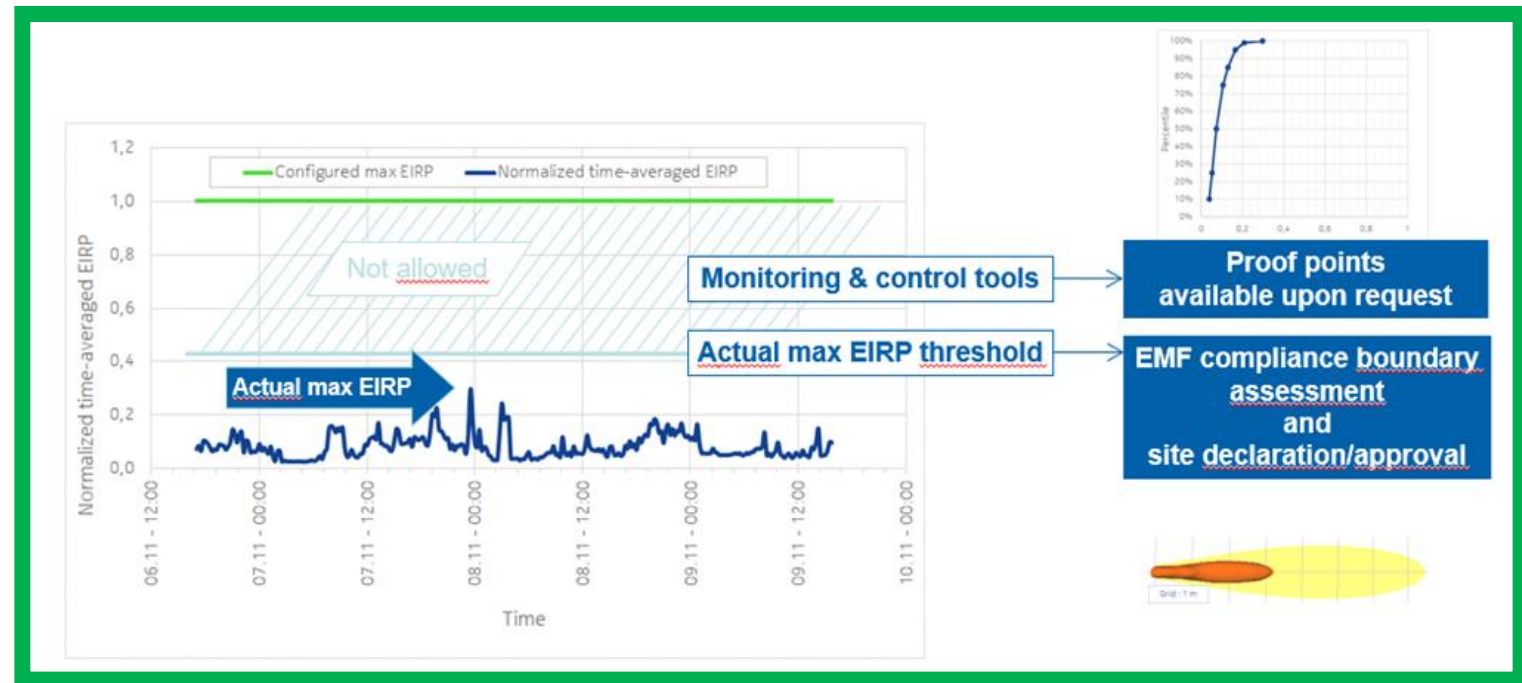 1,2
Configured max EIRP
Normalized time-averaged EIRP
1,0
0,8
0,6
0,4
0,2
0,0
Normalized time-averaged EIRP
Not allowed
Actual max EIRP
06.11 - 12:00
07.11 - 00:00
07.11 - 12:00
08.11 - 00:00
08.11 - 12:00
09.11 - 00:00
09.11 - 12:00
10.11 - 00:00
Time
Monitoring & control tools
Actual max EIRP threshold
100%
90%
80%
70%
60%
50%
40%
30%
20%
10%
0%
Percentile
0
0,2
0,4
0,6
0,8
1
Proof points
available upon request
EMF compliance boundary
assessment
and
site declaration/approval
Grid : 1 m